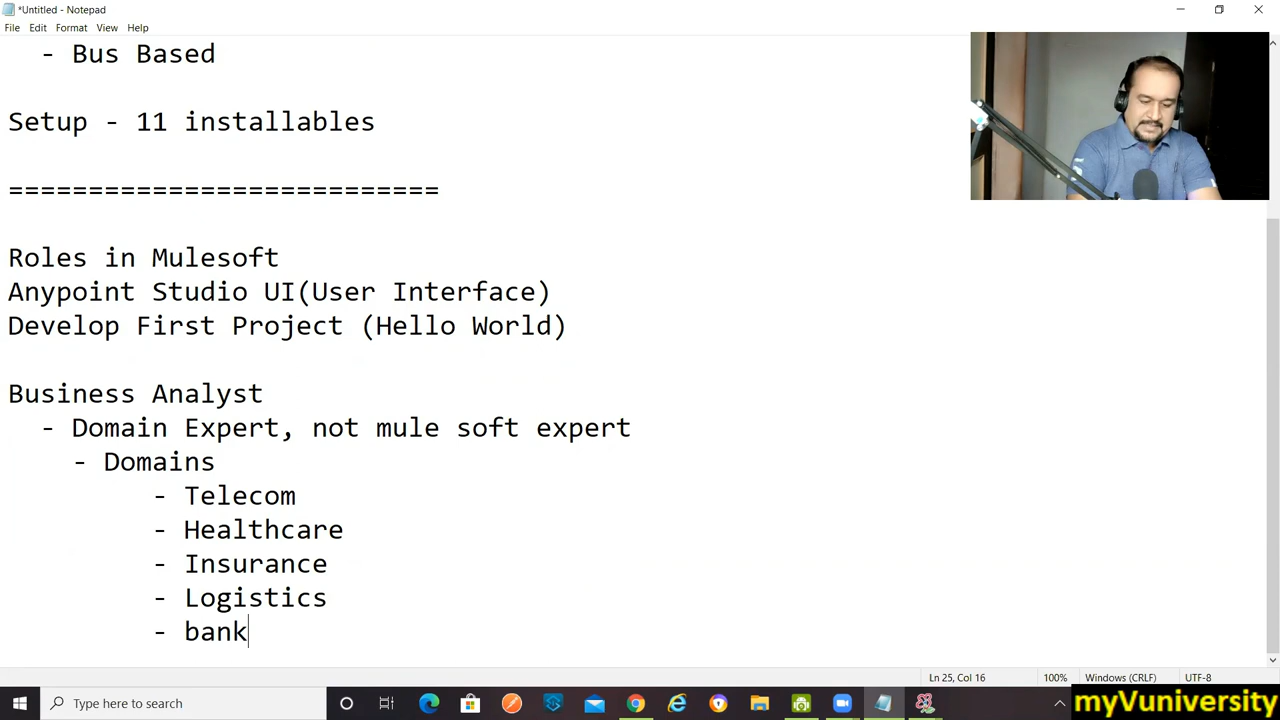 *Untitled - Notepad
File Edit Format View Help
- Bus Based
Setup - 11 installables
===========================
Roles in Mulesoft
Anypoint Studio UI(User Interface)
Develop First Project (Hello World)
Business Analyst
- Domain Expert, not mule soft expert
- Domains
- Telecom
- Healthcare
- Insurance
- Logistics
- bank
Ln 25, Col 16 100% Windows (CRLF) UTF-8
Type here to search
myVuniversity